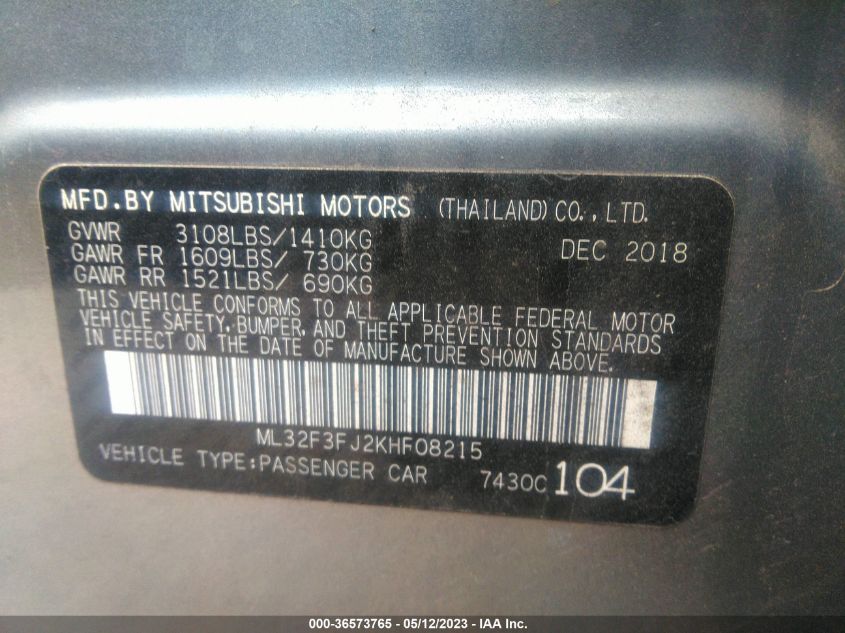 MFD.BY MITSUBISHI MOTORS (THAILAND)CO.,LTD.
GVWR 3108LBS/1410KG DEC 2018
GAWR FR 1609LBS/ 730KG
GAWR RR 1521LBS/ 690KG
THIS VEHICLE CONFORMS TO ALL APPLICABLE FEDERAL MOTOR
VEHICLE SAFETY,BUMPER,AND THEFT PREVENTION STANDARDS
IN EFFECT ON THE DATE OF MANUFACTURE SHOWN ABOVE.
ML32F3FJ2KHF08215
VEHICLE TYPE:PASSENGER CAR 7430C 104
000-36573765 - 05/12/2023 - IAA Inc.